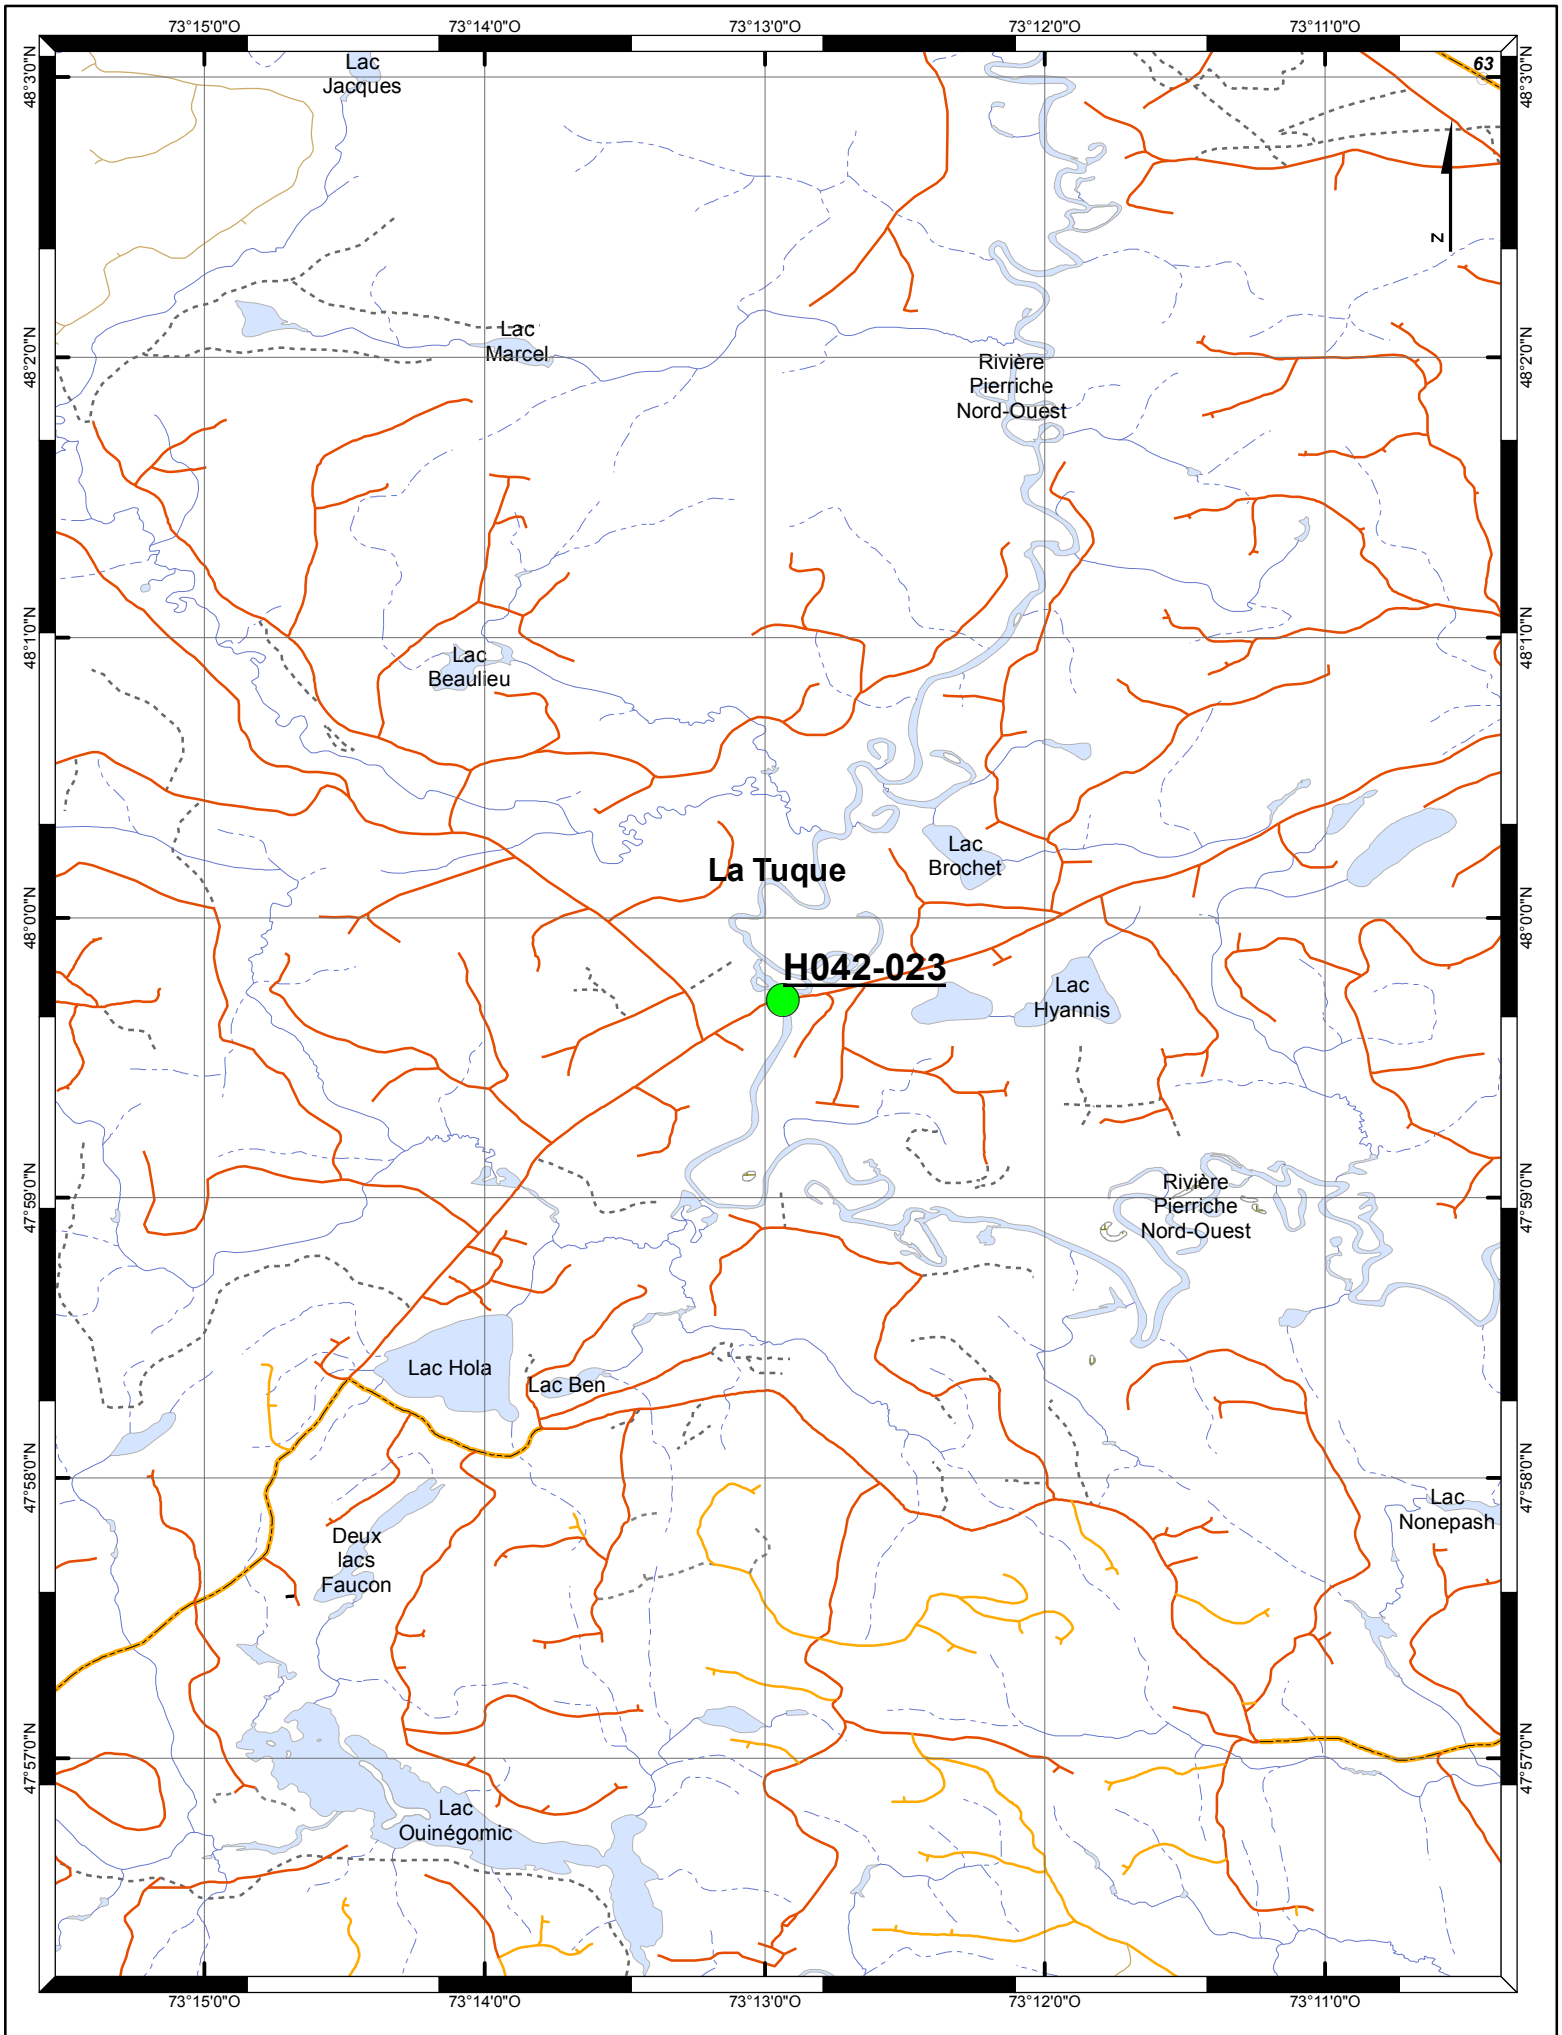 73°15'0"O
73°14'0"O
73°13'0"O
73°12'0"O
73°11'0"O
48°3'0"N
48°3'0"N
63
Lac
Jacques
N
Lac
Marcel
48°2'0"N
48°2'0"N
Rivière
Pierriche
Nord-Ouest
48°1'0"N
48°1'0"N
Lac
Beaulieu
La Tuque
Lac
Brochet
48°0'0"N
48°0'0"N
H042-023
Lac
Hyannis
47°59'0"N
47°59'0"N
Rivière
Pierriche
Nord-Ouest
Lac Hola
Lac Ben
47°58'0"N
47°58'0"N
Lac
Nonepash
Deux
lacs
Faucon
47°57'0"N
47°57'0"N
Lac
Ouinégomic
73°15'0"O
73°14'0"O
73°13'0"O
73°12'0"O
73°11'0"O